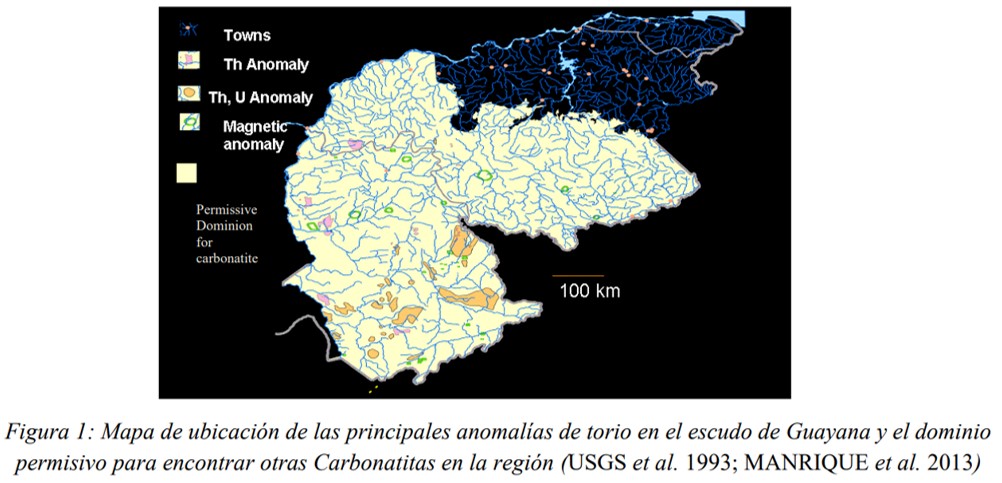 Towns
Th Anomaly
Th, U Anomaly
Magnetic
anomaly
Permissive
Dominion
for
carbonatite
100 km
Figura 1: Mapa de ubicación de las principales anomalías de torio en el escudo de Guayana y el dominio
permisivo para encontrar otras Carbonatitas en la región (USGS et al. 1993; MANRIQUE et al. 2013)